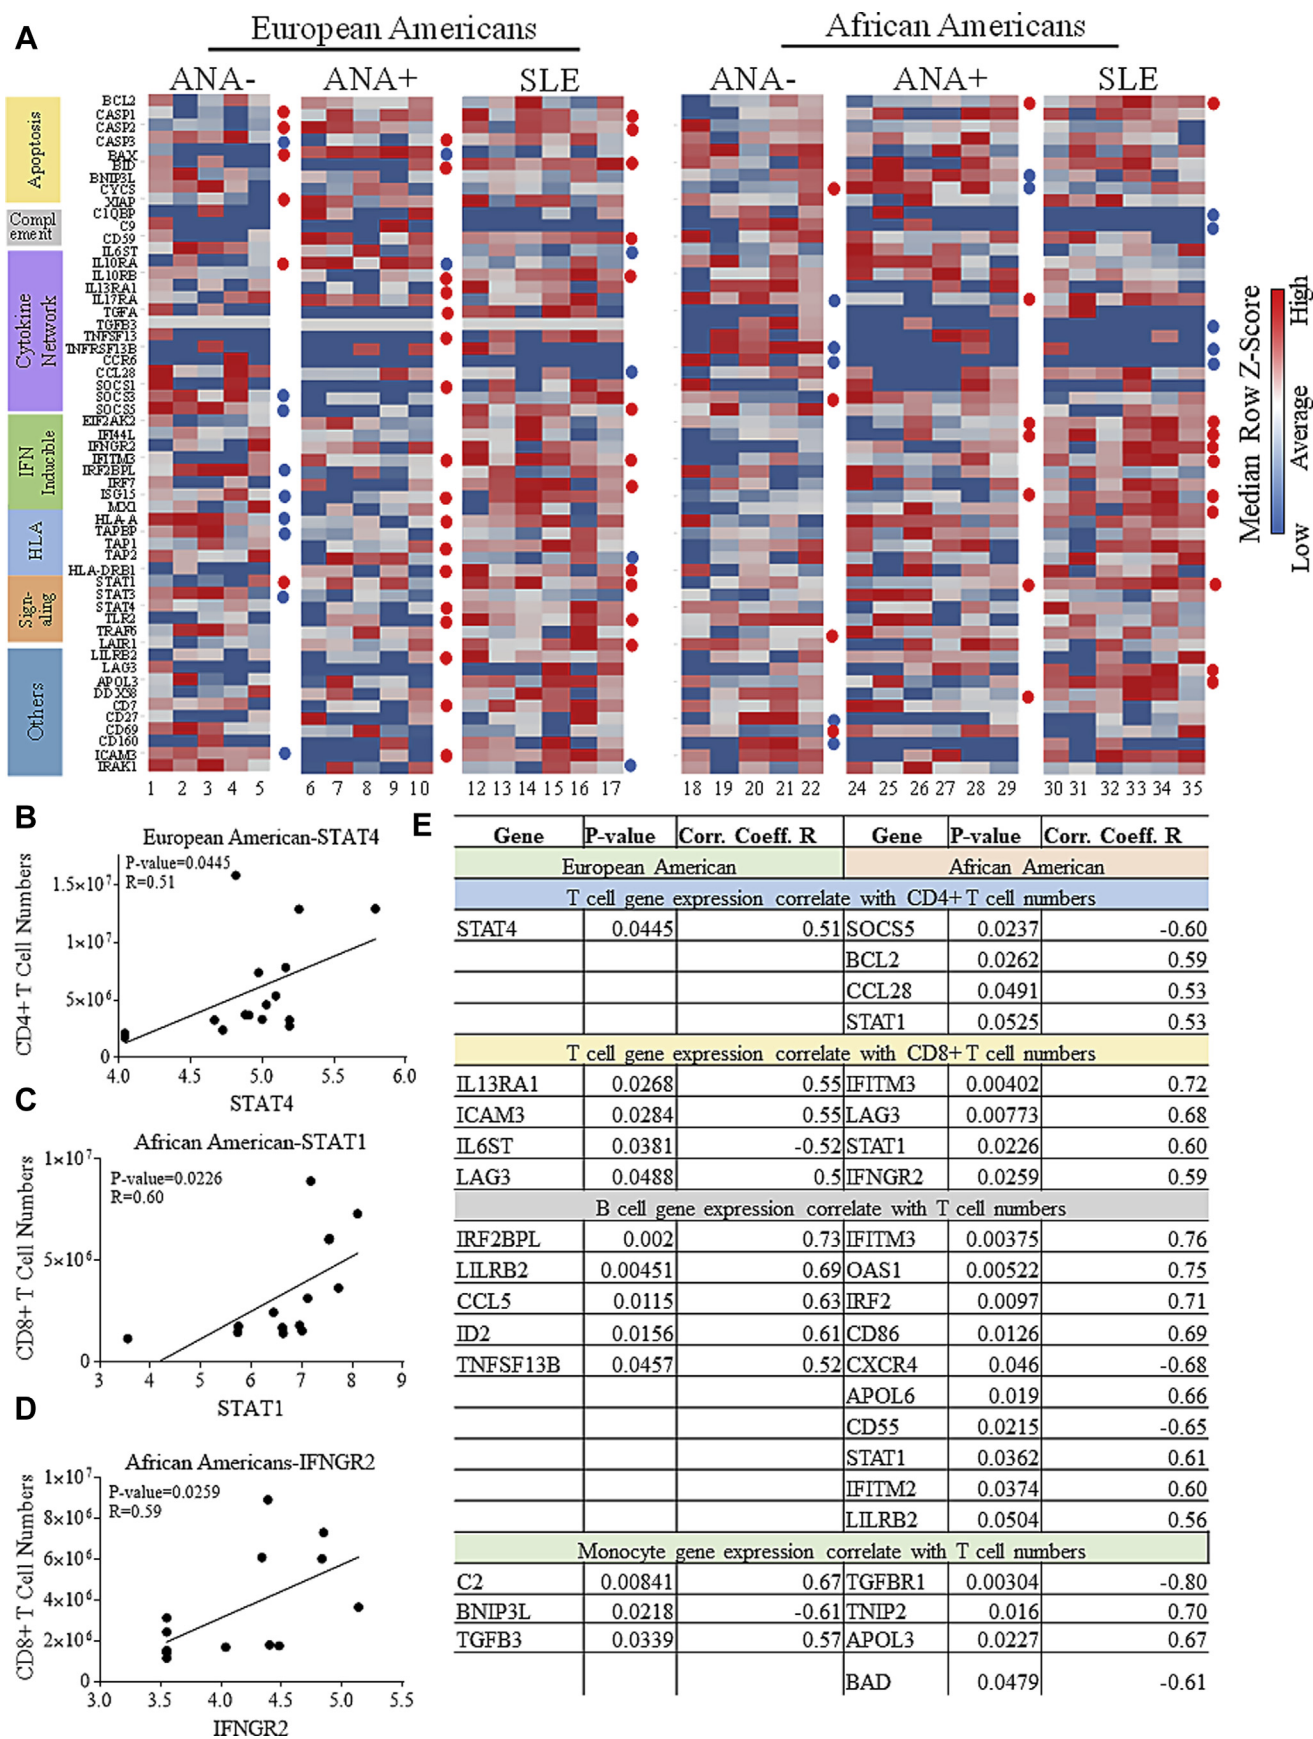 A
European Americans
African Americans
ANA-
ANA+
SLE
ANA-
ANA+
SLE
Apoptosis
Compl
ement
Cytokine
Network
IFN
Inducible
HLA
Sign-
aling
Others
BCL2
CASP1
CASP2
CASP3
BAX
BID
BNIP3L
CYCS
XIAP
C1QBP
C9
CD59
IL6ST
IL10RA
IL10RB
IL13RA1
IL17RA
TGFA
TGFB3
TNFSF13
TNFRSF13B
CCR6
CCL28
SOCS1
SOCS3
SOCS5
EIF2AK2
IFI44L
IFNGR2
IFITM3
IRF2BPL
IRF7
ISG15
MX1
HLA-A
TAPBP
TAP1
TAP2
HLA-DRB1
STAT1
STAT3
STAT4
TLR2
TRAF6
LAIR1
LILRB2
LAG3
APOL3
DDX58
CD7
CD27
CD69
CD160
ICAM3
IRAK1
1 2 3 4 5 6 7 8 9 10 12 13 14 15 16 17 18 19 20 21 22 24 25 26 27 28 29 30 31 32 33 34 35
Median Row Z-Score
Low Average High
B
European American-STAT4
P-value=0.0445
R=0.51
CD4+ T Cell Numbers
1.5×10⁷
1×10⁷
5×10⁶
0
4.0 4.5 5.0 5.5 6.0
STAT4
C
African American-STAT1
P-value=0.0226
R=0.60
CD8+ T Cell Numbers
1×10⁷
5×10⁶
0
3 4 5 6 7 8 9
STAT1
D
African Americans-IFNGR2
P-value=0.0259
R=0.59
CD8+ T Cell Numbers
1×10⁷
8×10⁶
6×10⁶
4×10⁶
2×10⁶
0
3.0 3.5 4.0 4.5 5.0 5.5
IFNGR2
E
Gene P-value Corr. Coeff. R Gene P-value Corr. Coeff. R
European American African American
T cell gene expression correlate with CD4+ T cell numbers
STAT4 0.0445 0.51 SOCS5 0.0237 -0.60
BCL2 0.0262 0.59
CCL28 0.0491 0.53
STAT1 0.0525 0.53
T cell gene expression correlate with CD8+ T cell numbers
IL13RA1 0.0268 0.55 IFITM3 0.00402 0.72
ICAM3 0.0284 0.55 LAG3 0.00773 0.68
IL6ST 0.0381 -0.52 STAT1 0.0226 0.60
LAG3 0.0488 0.5 IFNGR2 0.0259 0.59
B cell gene expression correlate with T cell numbers
IRF2BPL 0.002 0.73 IFITM3 0.00375 0.76
LILRB2 0.00451 0.69 OAS1 0.00522 0.75
CCL5 0.0115 0.63 IRF2 0.0097 0.71
ID2 0.0156 0.61 CD86 0.0126 0.69
TNFSF13B 0.0457 0.52 CXCR4 0.046 -0.68
APOL6 0.019 0.66
CD55 0.0215 -0.65
STAT1 0.0362 0.61
IFITM2 0.0374 0.60
LILRB2 0.0504 0.56
Monocyte gene expression correlate with T cell numbers
C2 0.00841 0.67 TGFBR1 0.00304 -0.80
BNIP3L 0.0218 -0.61 TNIP2 0.016 0.70
TGFB3 0.0339 0.57 APOL3 0.0227 0.67
BAD 0.0479 -0.61